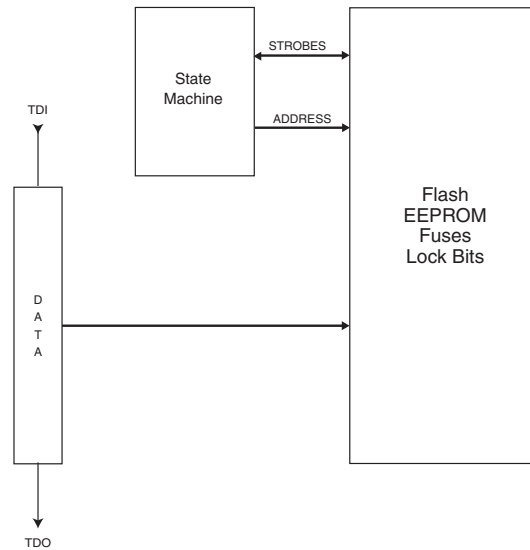 STROBES
State
Machine
ADDRESS
TDI
Flash
EEPROM
Fuses
Lock Bits
D
A
T
A
TDO